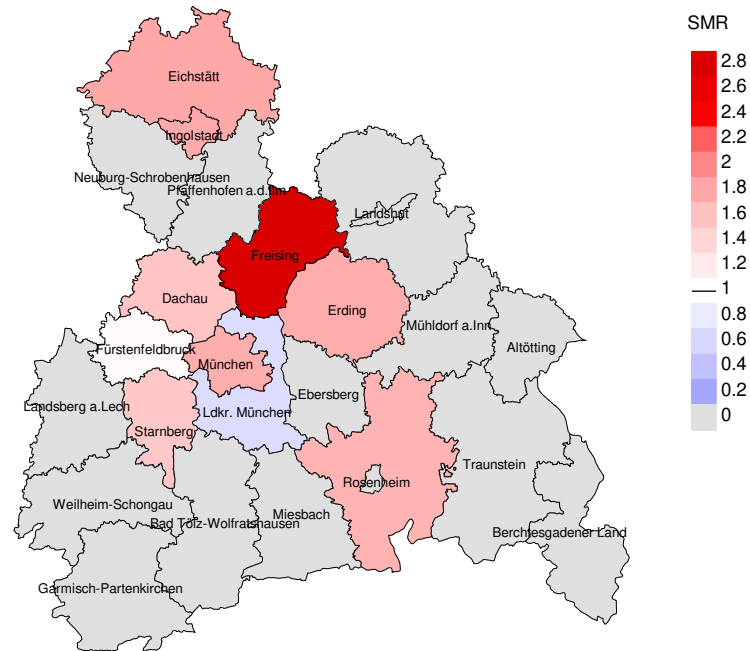 SMR
2.8
2.6
2.4
2.2
2
1.8
1.6
1.4
1.2
1
0.8
0.6
0.4
0.2
0
Eichstätt
Ingolstadt
Neuburg-Schrobenhausen
Pfaffenhofen a.d.Ilm
Landshut
Freising
Dachau
Erding
Mühldorf a.Inn
Altötting
Fürstenfeldbruck
München
Ebersberg
Landsberg a.Lech
Ldkr. München
Starnberg
Traunstein
Rosenheim
Weilheim-Schongau
Miesbach
Bad Tölz-Wolfratshausen
Berchtesgadener Land
Garmisch-Partenkirchen